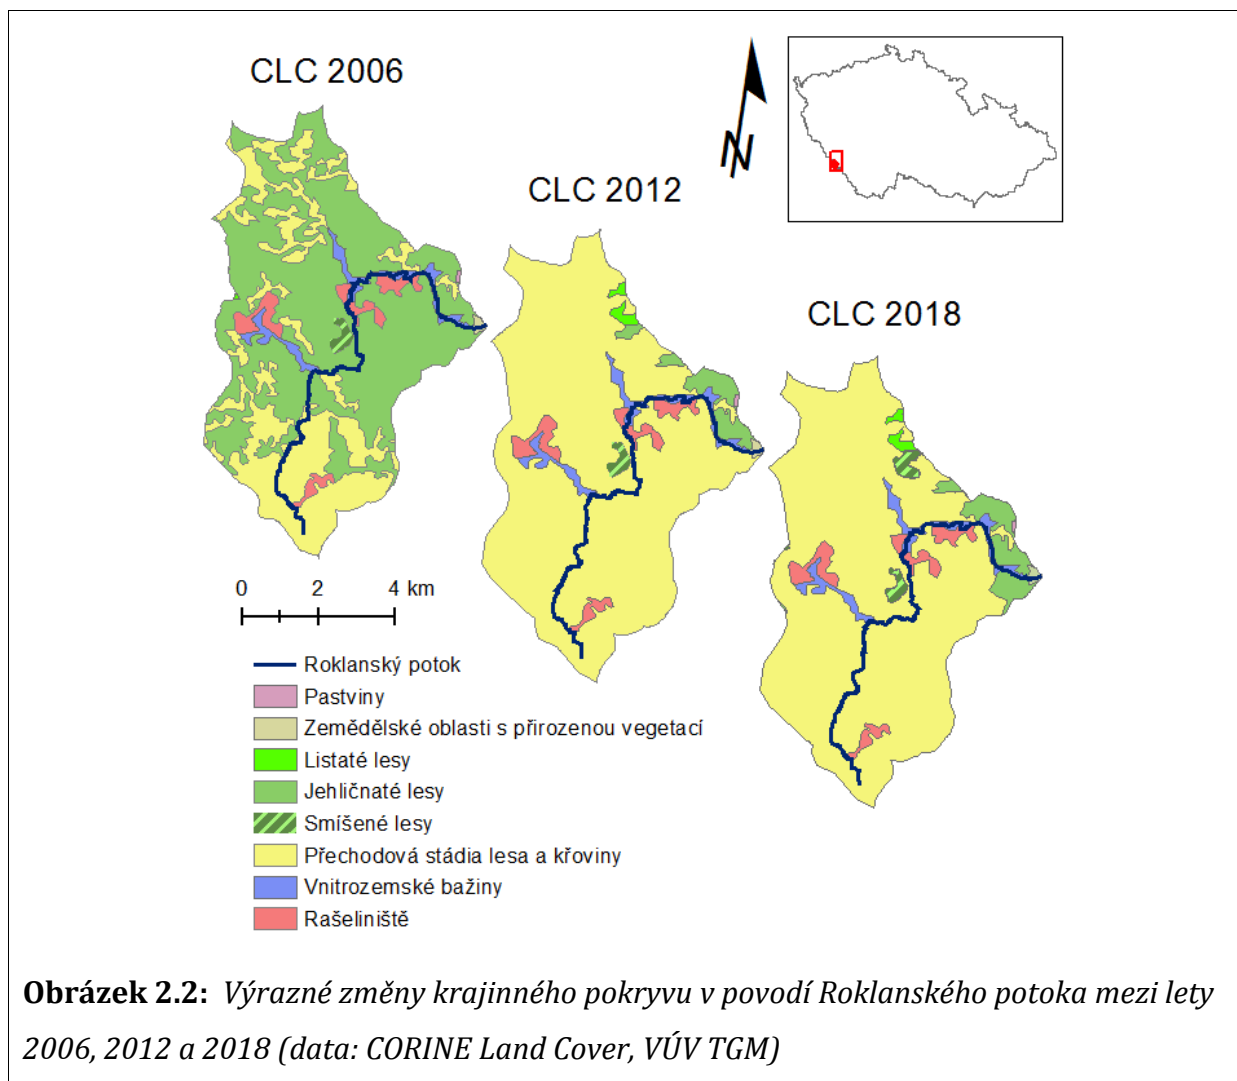 CLC 2006
N
CLC 2012
CLC 2018
0 2 4 km
Roklanský potok
Pastviny
Zemědělské oblasti s přirozenou vegetací
Listaté lesy
Jehličnaté lesy
Smíšené lesy
Přechodová stádia lesa a křoviny
Vnitrozemské bažiny
Rašeliniště
Obrázek 2.2: Výrazné změny krajinného pokryvu v povodí Roklanského potoka mezi lety
2006, 2012 a 2018 (data: CORINE Land Cover, VÚV TGM)